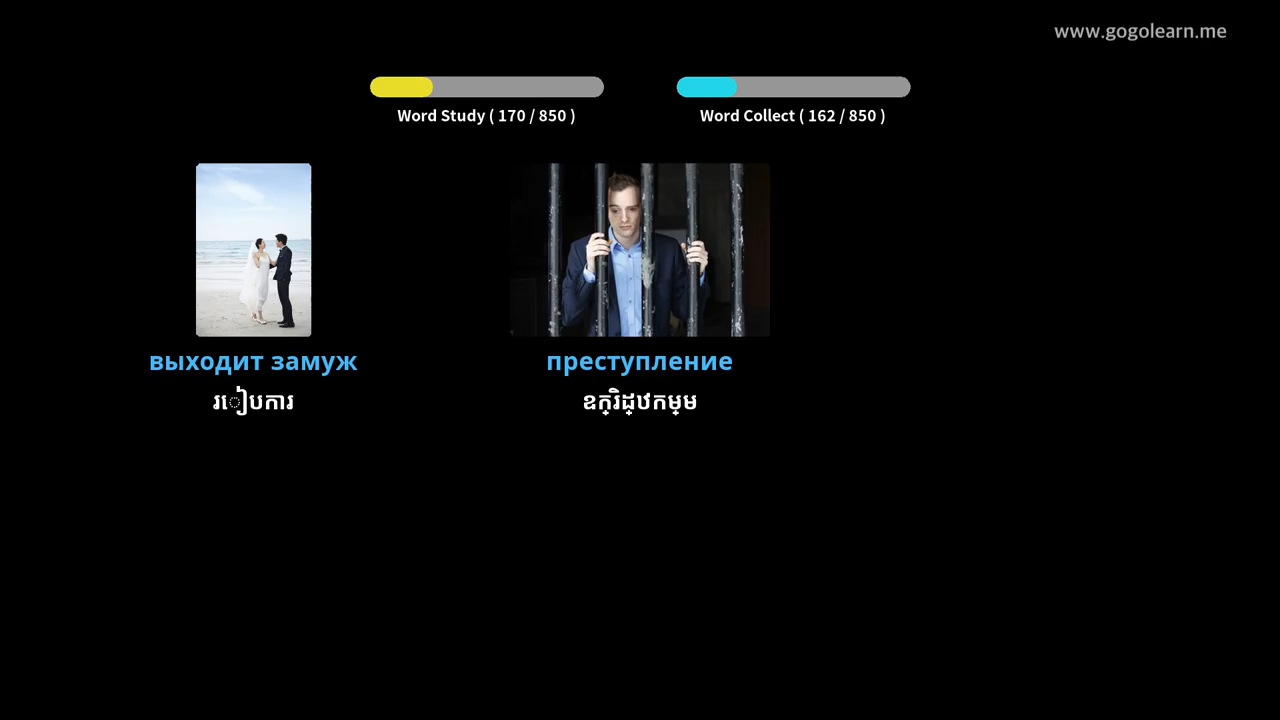 www.gogolearn.me
Word Study ( 170 / 850 )
Word Collect ( 162 / 850 )
выходит замуж
преступление
រៀបការ
ឧក្រិដ្ឋកម្ម